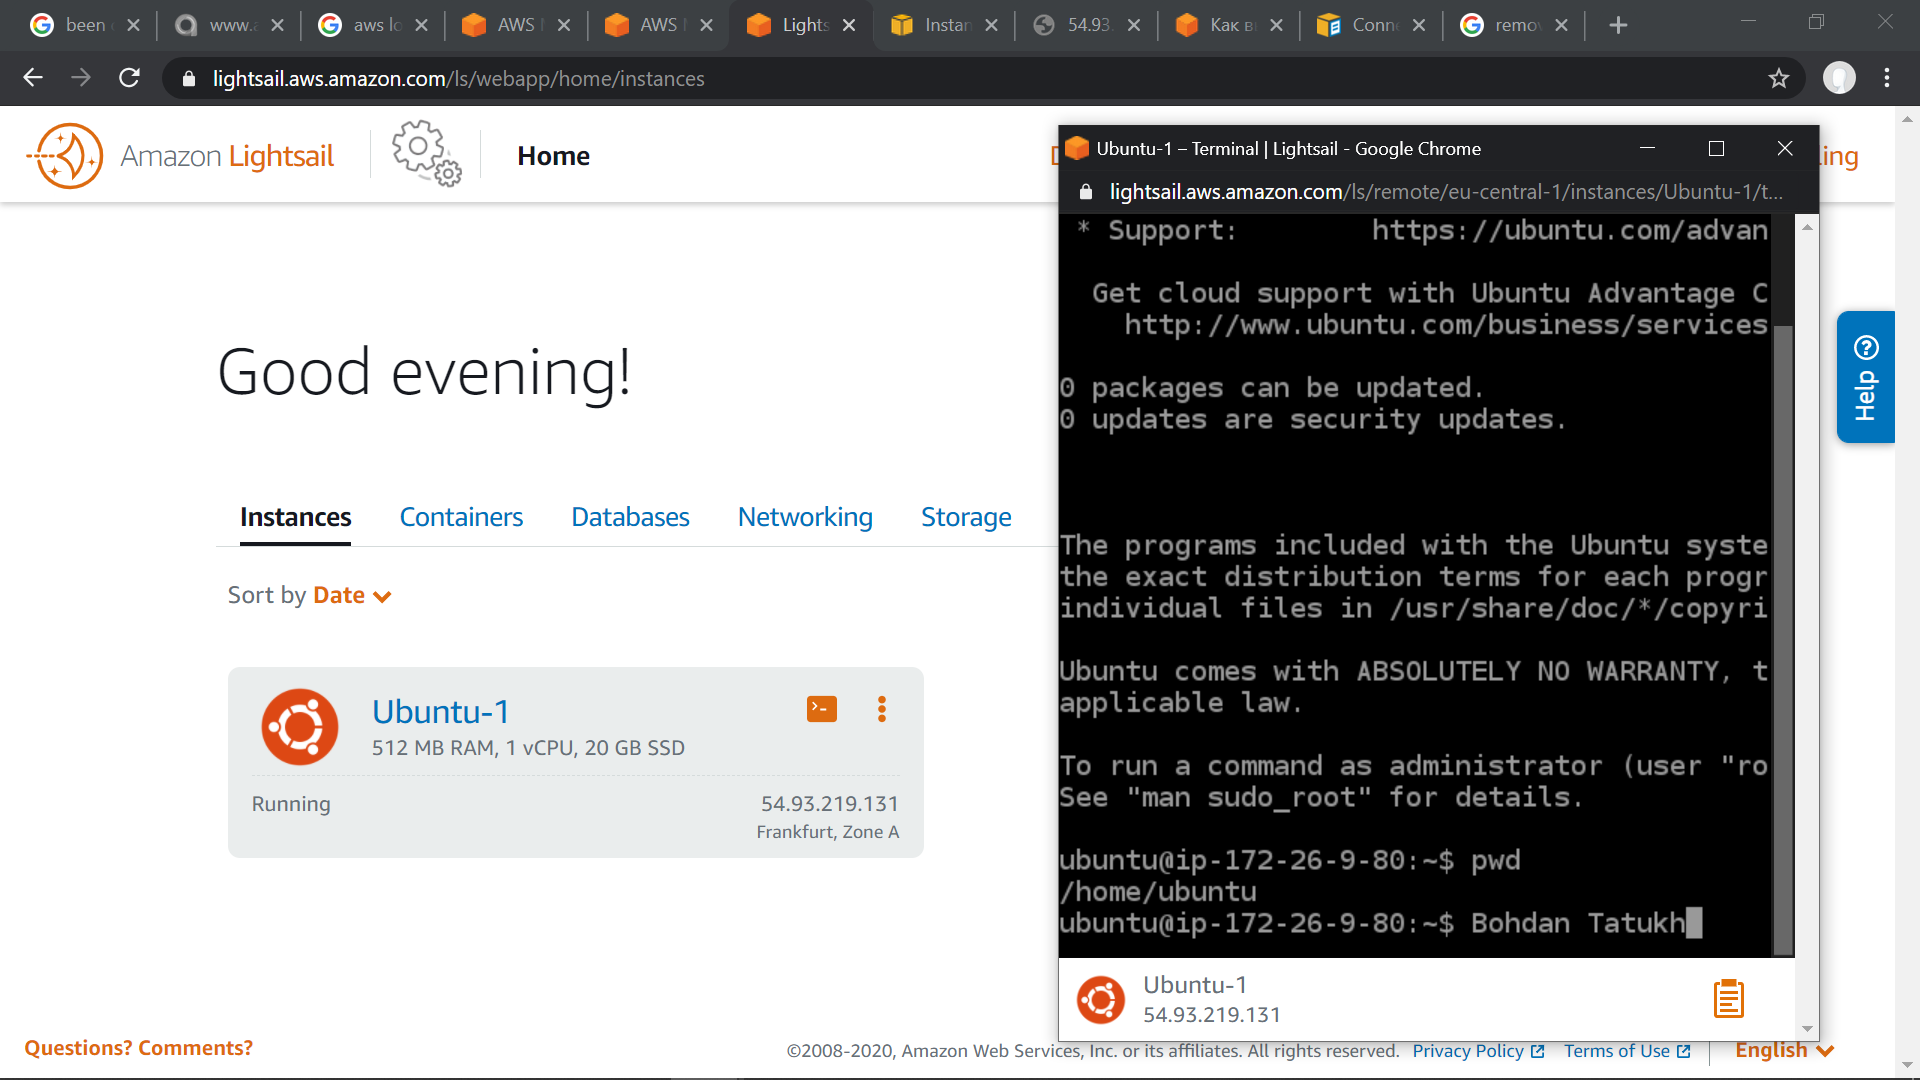 been
www.a
aws lo
AWS
AWS
Lights
Instan
54.93.
Как в
Conne
remo
lightsail.aws.amazon.com/ls/webapp/home/instances
Amazon Lightsail
Home
ing
Ubuntu-1 – Terminal | Lightsail - Google Chrome
lightsail.aws.amazon.com/ls/remote/eu-central-1/instances/Ubuntu-1/t...
* Support: https://ubuntu.com/advan
Get cloud support with Ubuntu Advantage C
http://www.ubuntu.com/business/services
0 packages can be updated.
0 updates are security updates.
The programs included with the Ubuntu syste
the exact distribution terms for each progr
individual files in /usr/share/doc/*/copyri
Ubuntu comes with ABSOLUTELY NO WARRANTY, t
applicable law.
To run a command as administrator (user "ro
See "man sudo_root" for details.
ubuntu@ip-172-26-9-80:~$ pwd
/home/ubuntu
ubuntu@ip-172-26-9-80:~$ Bohdan Tatukh
Ubuntu-1
54.93.219.131
Help
Good evening!
Instances
Containers
Databases
Networking
Storage
Sort by Date
Ubuntu-1
512 MB RAM, 1 vCPU, 20 GB SSD
Running
54.93.219.131
Frankfurt, Zone A
Questions? Comments?
©2008-2020, Amazon Web Services, Inc. or its affiliates. All rights reserved.
Privacy Policy
Terms of Use
English